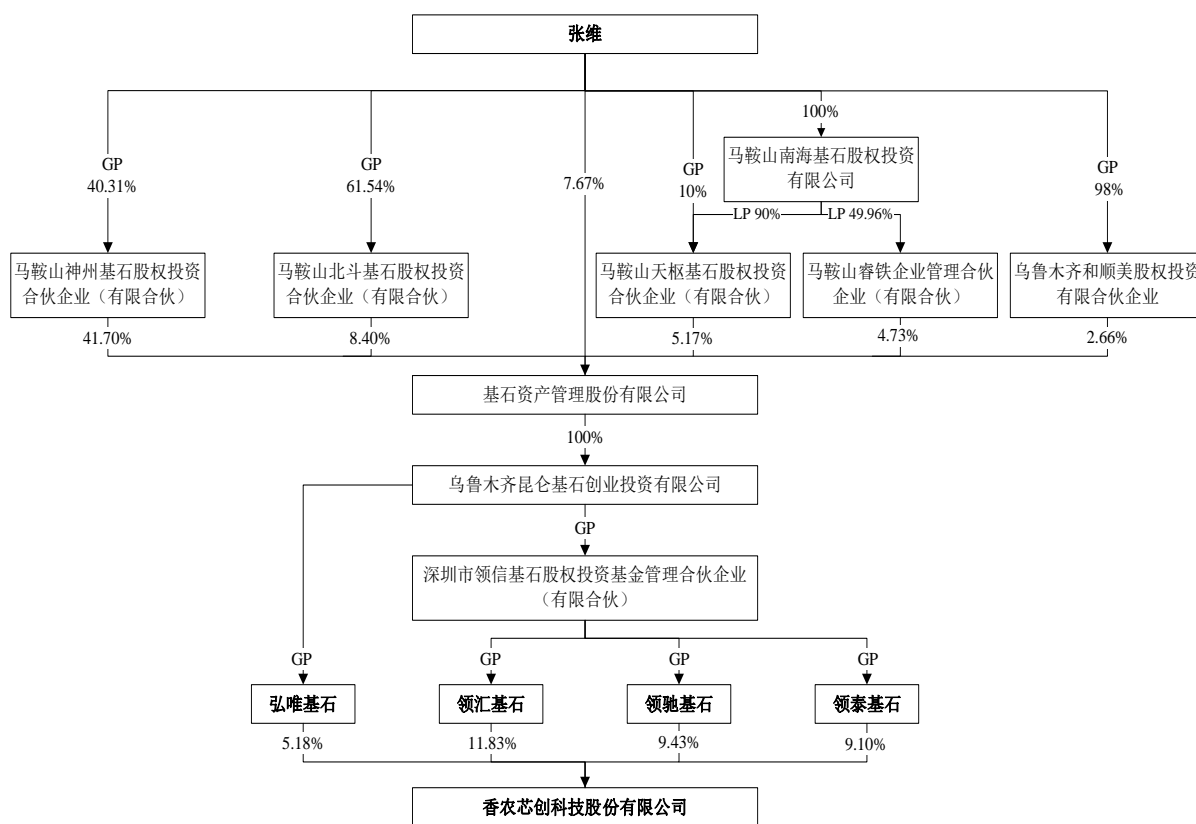 张维
100%
马鞍山南海基石股权投资
有限公司
GP
40.31%
GP
61.54%
7.67%
GP
10%
GP
98%
LP 90%
LP 49.96%
马鞍山神州基石股权投资
合伙企业（有限合伙）
马鞍山北斗基石股权投资
合伙企业（有限合伙）
马鞍山天枢基石股权投资
合伙企业（有限合伙）
马鞍山睿铁企业管理合伙
企业（有限合伙）
乌鲁木齐和顺美股权投资
有限合伙企业
41.70%
8.40%
5.17%
4.73%
2.66%
基石资产管理股份有限公司
100%
乌鲁木齐昆仑基石创业投资有限公司
GP
深圳市领信基石股权投资基金管理合伙企业
（有限合伙）
GP
GP
GP
GP
弘唯基石
领汇基石
领驰基石
领泰基石
5.18%
11.83%
9.43%
9.10%
香农芯创科技股份有限公司